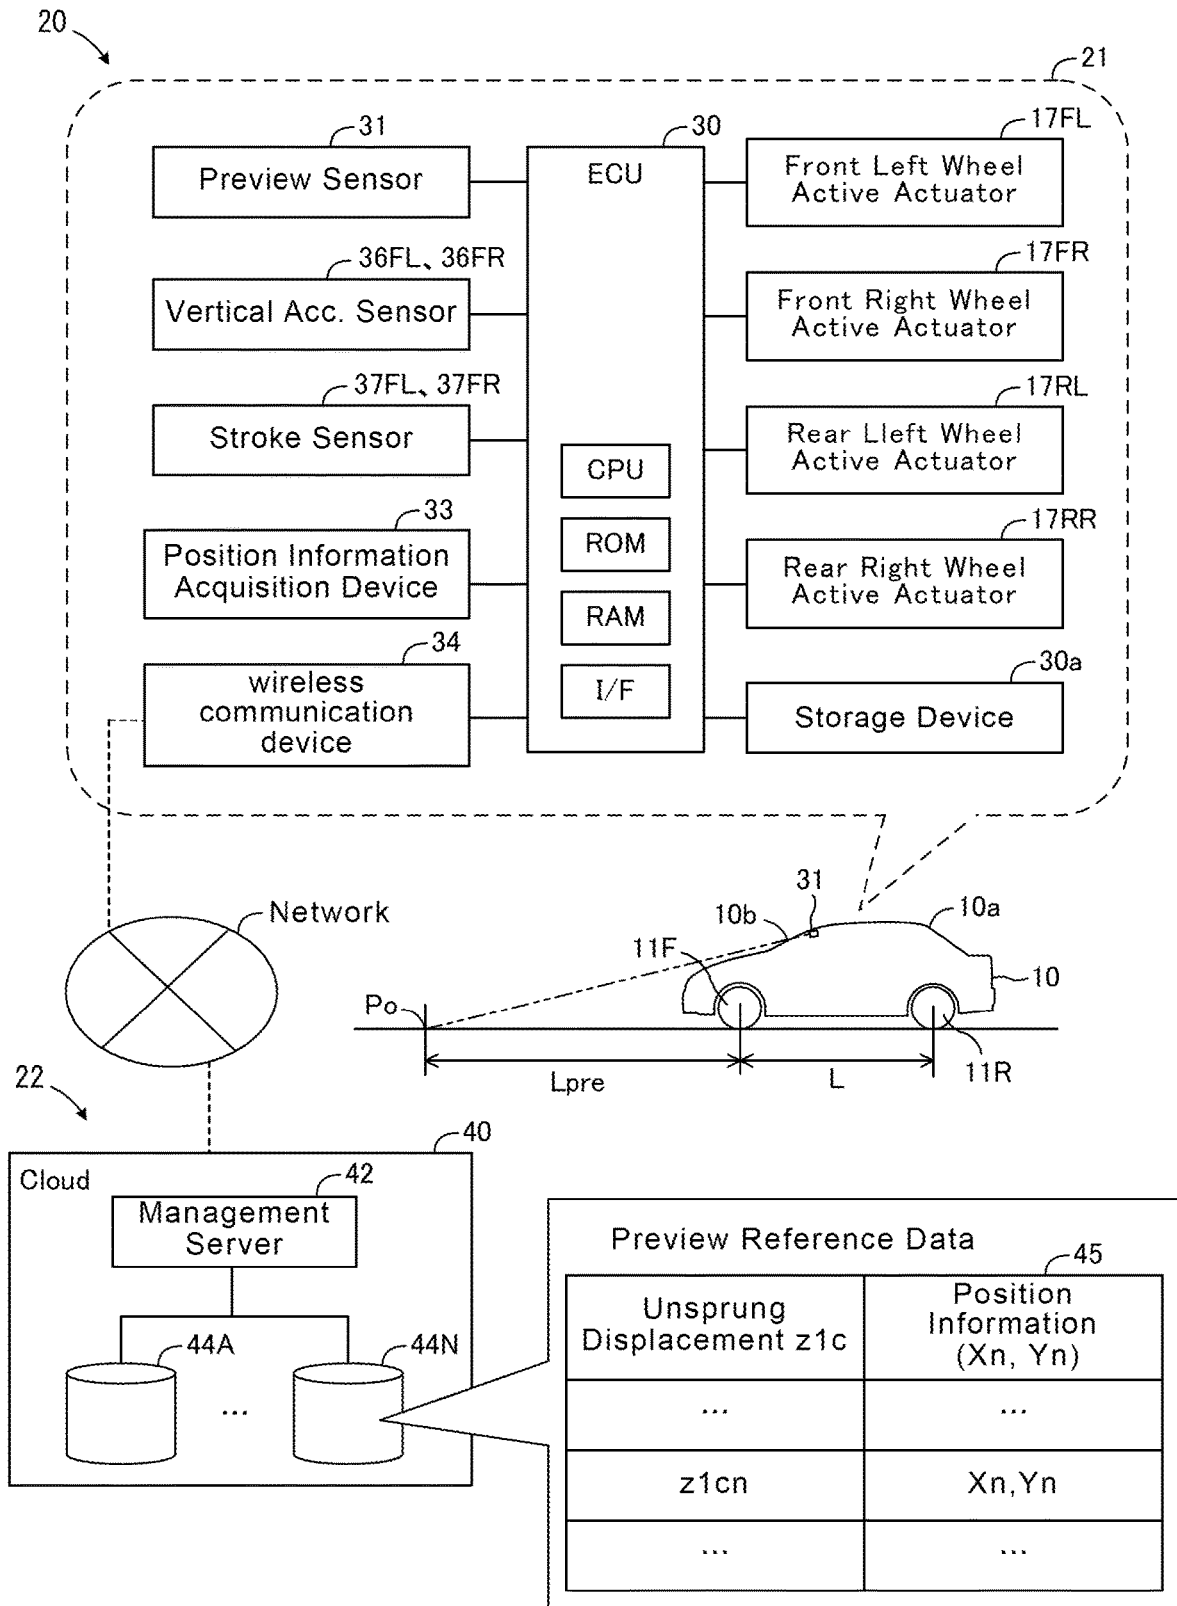 20
21
31
Preview Sensor
30
ECU
17FL
Front Left Wheel
Active Actuator
36FL、36FR
Vertical Acc. Sensor
17FR
Front Right Wheel
Active Actuator
37FL、37FR
Stroke Sensor
17RL
Rear Lleft Wheel
Active Actuator
CPU
ROM
RAM
I/F
33
Position Information
Acquisition Device
17RR
Rear Right Wheel
Active Actuator
34
wireless
communication
device
30a
Storage Device
Network
31
10b
10a
11F
10
Po
11R
Lpre
L
22
40
Cloud
42
Management
Server
44A
44N
...
Preview Reference Data
45
Unsprung
Displacement z1c
Position
Information
(Xn, Yn)
...
...
z1cn
Xn,Yn
...
...